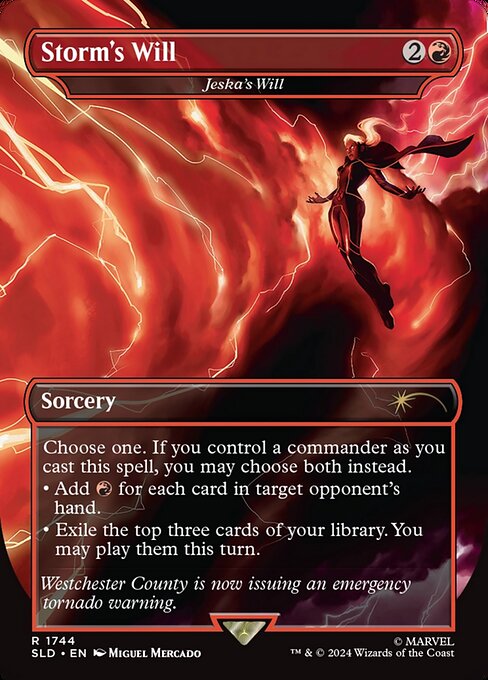 Storm's Will 2
Jeska's Will
Sorcery
Choose one. If you control a commander as you
cast this spell, you may choose both instead.
• Add for each card in target opponent's
hand.
• Exile the top three cards of your library. You
may play them this turn.
Westchester County is now issuing an emergency
tornado warning.
R 1744
SLD • EN Miguel Mercado
© MARVEL
™ & © 2024 Wizards of the Coast